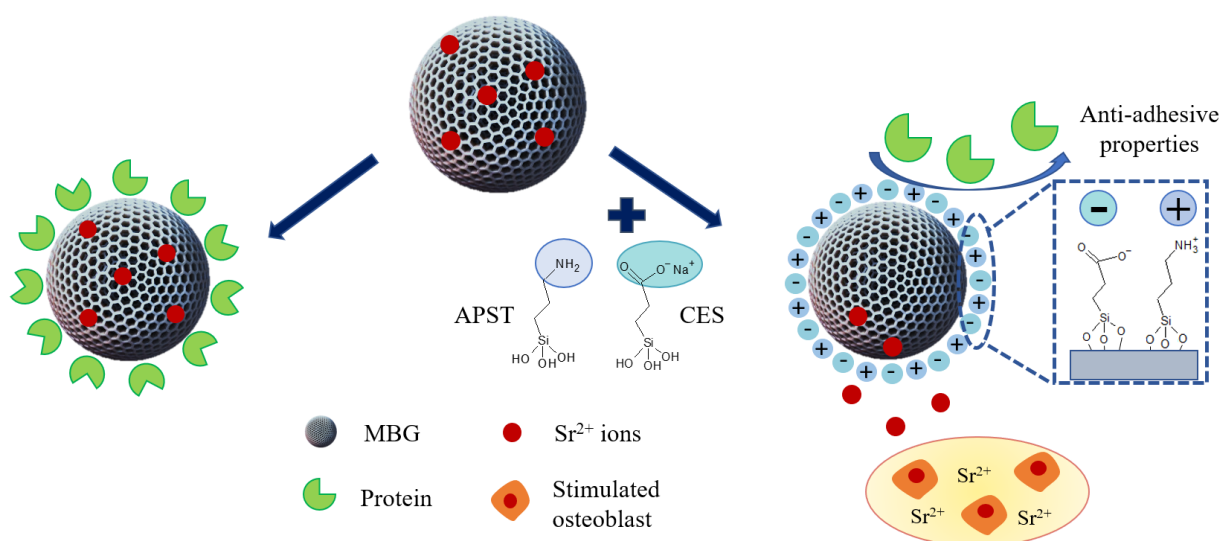 Anti-adhesive
properties
NH₂
O
O⁻ Na⁺
APST
CES
Si
HO
OH
OH
Si
HO
OH
OH
-
+
O
O⁻
NH₃⁺
Si
O
O
O
Si
O
O
O
MBG
Sr²⁺ ions
Protein
Stimulated
osteoblast
Sr²⁺
Sr²⁺
Sr²⁺